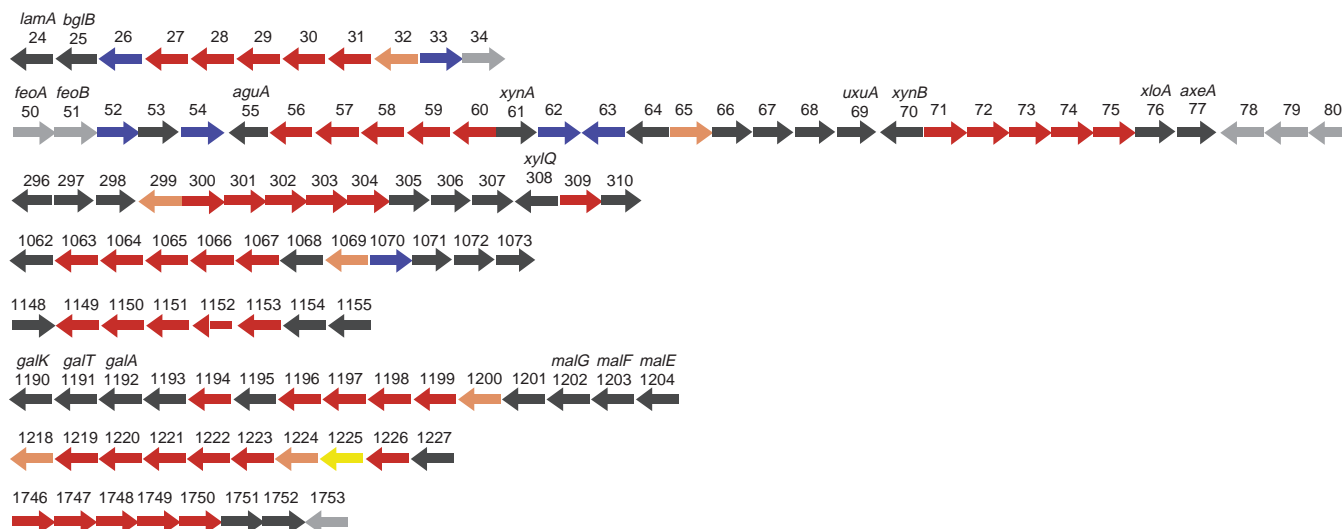 lamA bglB
24 25 26 27 28 29 30 31 32 33 34
feoA feoB aguA xynA uxuA xynB xloA axeA
50 51 52 53 54 55 56 57 58 59 60 61 62 63 64 65 66 67 68 69 70 71 72 73 74 75 76 77 78 79 80
xylQ
296 297 298 299 300 301 302 303 304 305 306 307 308 309 310
1062 1063 1064 1065 1066 1067 1068 1069 1070 1071 1072 1073
1148 1149 1150 1151 1152 1153 1154 1155
galK galT galA malG malF malE
1190 1191 1192 1193 1194 1195 1196 1197 1198 1199 1200 1201 1202 1203 1204
1218 1219 1220 1221 1222 1223 1224 1225 1226 1227
1746 1747 1748 1749 1750 1751 1752 1753